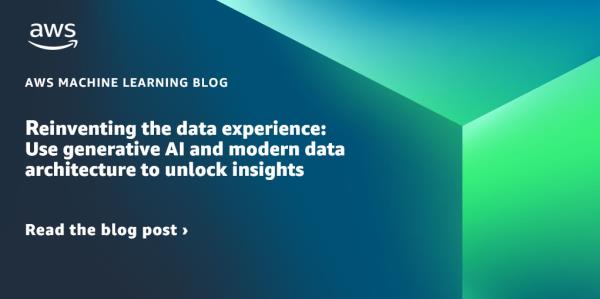 aws
AWS MACHINE LEARNING BLOG
Reinventing the data experience:
Use generative AI and modern data
architecture to unlock insights
Read the blog post ›